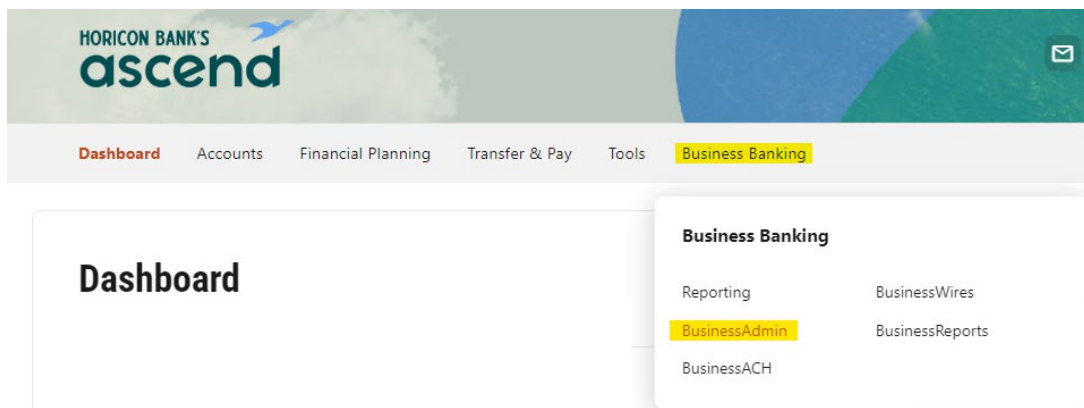 HORICON BANK'S
ascend
Dashboard Accounts Financial Planning Transfer & Pay Tools Business Banking
Dashboard
Business Banking
Reporting BusinessWires
BusinessAdmin BusinessReports
BusinessACH